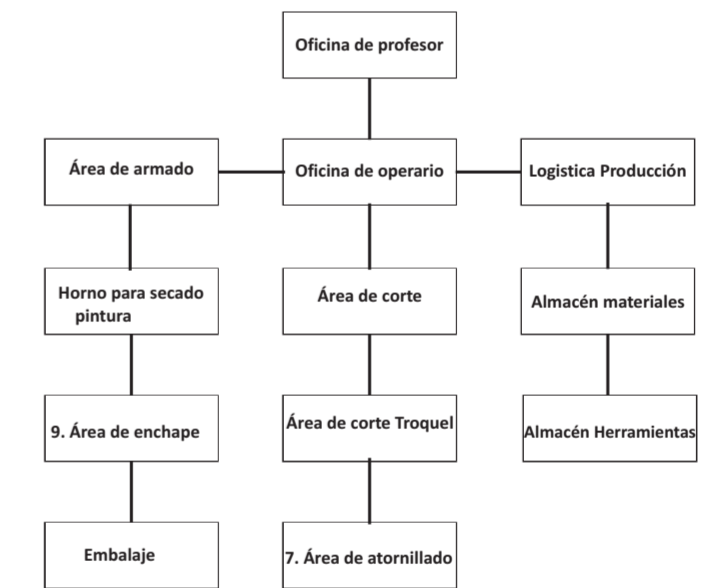 Oficina de profesor
Área de armado
Oficina de operario
Logistica Producción
Horno para secado
pintura
Área de corte
Almacén materiales
9. Área de enchape
Área de corte Troquel
Almacén Herramientas
Embalaje
7. Área de atornillado